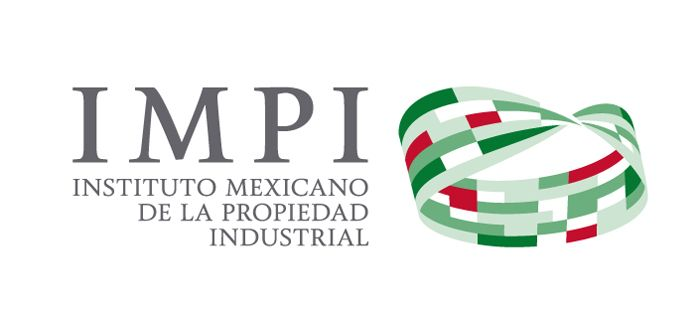 IMPI
INSTITUTO MEXICANO
DE LA PROPIEDAD
INDUSTRIAL